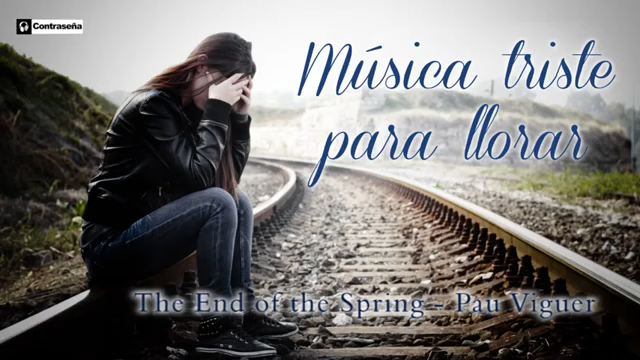 Contraseña
Música triste
para llorar
The End of the Spring - Pau Viguer